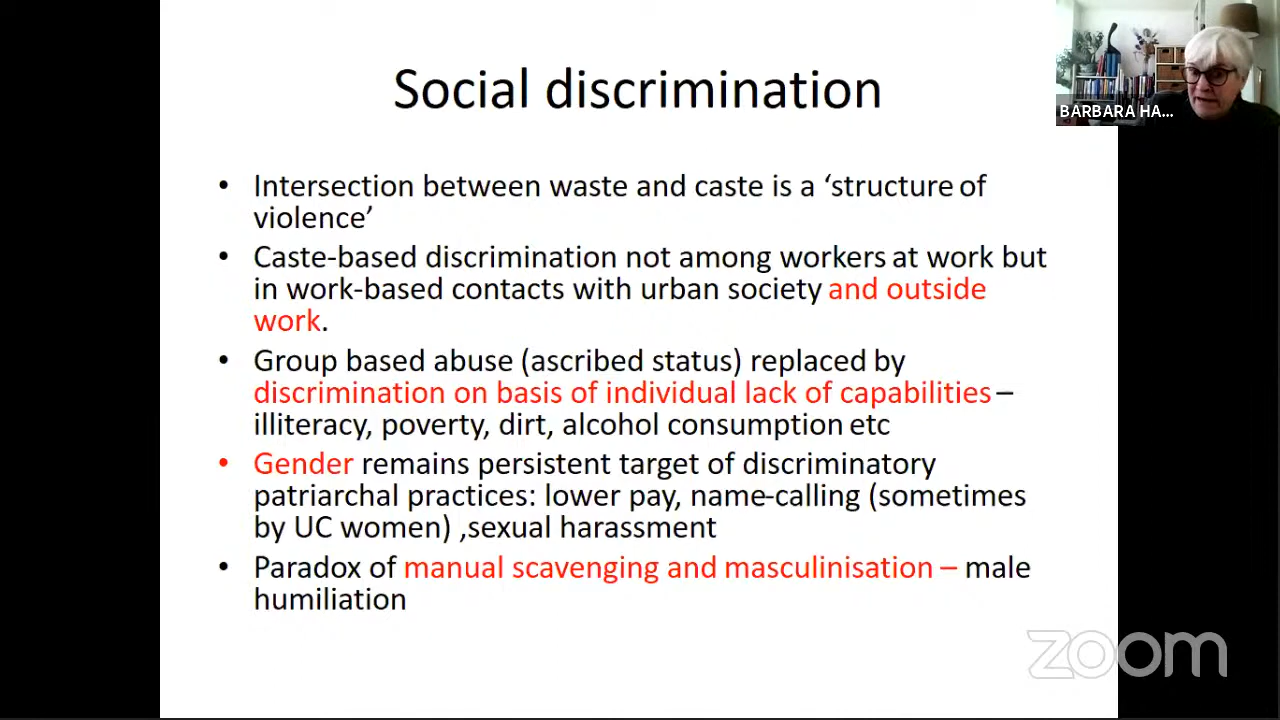 Social discrimination
BARBARA HA...
• Intersection between waste and caste is a ‘structure of
violence’
• Caste-based discrimination not among workers at work but
in work-based contacts with urban society and outside
work.
• Group based abuse (ascribed status) replaced by
discrimination on basis of individual lack of capabilities –
illiteracy, poverty, dirt, alcohol consumption etc
• Gender remains persistent target of discriminatory
patriarchal practices: lower pay, name-calling (sometimes
by UC women) ,sexual harassment
• Paradox of manual scavenging and masculinisation – male
humiliation
zoom